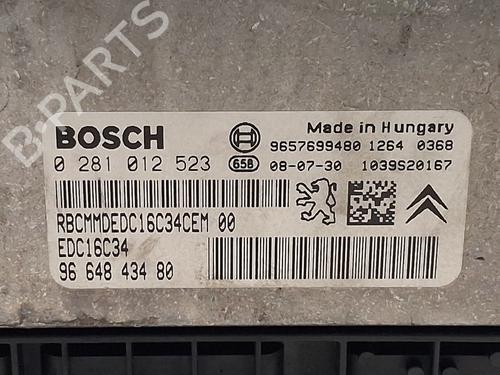 B-PARTS
BOSCH
Made in Hungary
9657699480 1264 0368
0 281 012 523
65B
08-07-30 1039S20167
RBCMMDEDC16C34CEM 00
EDC16C34
96 648 434 80